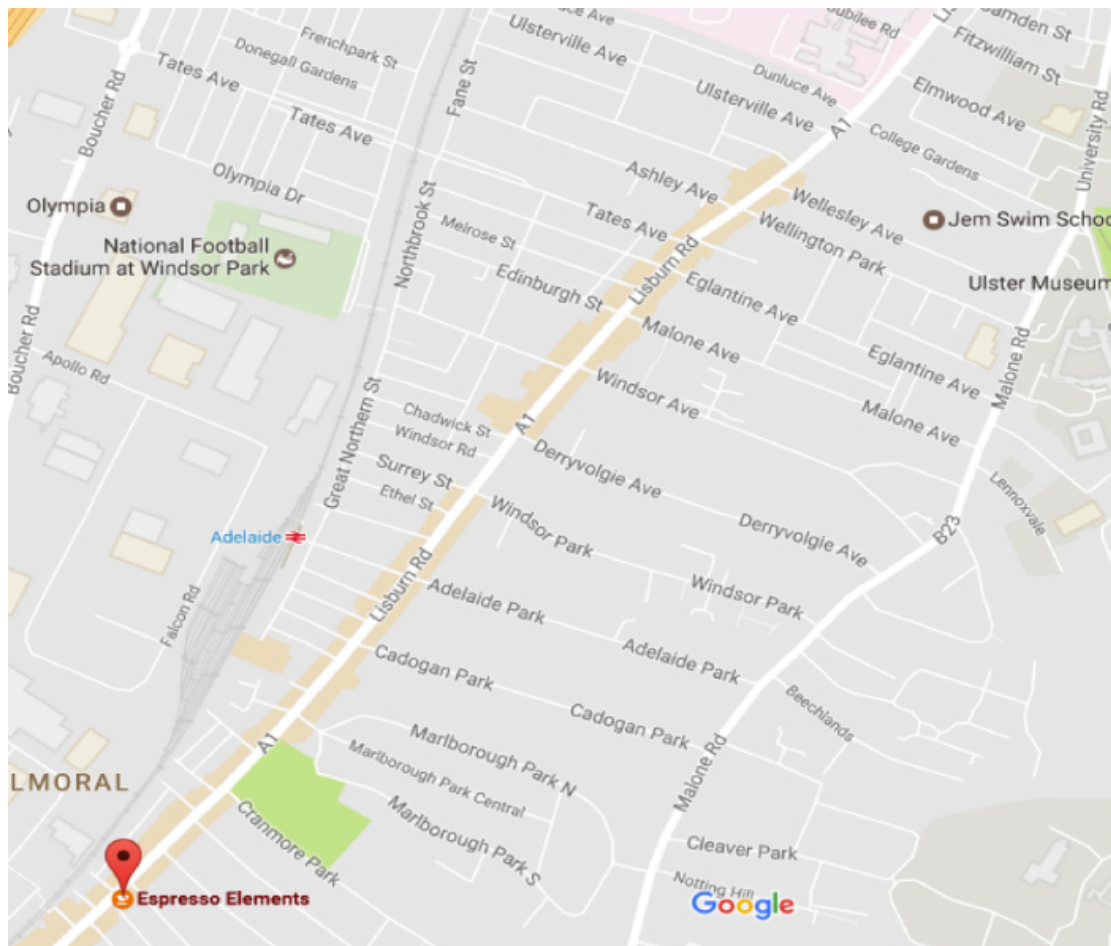 Jubilee Rd
Camden St
Frenchpark St
Ulsterville Ave
Fitzwilliam St
Donegall Gardens
Tates Ave
Fane St
Dunluce Ave
Elmwood Ave
Boucher Rd
Tates Ave
Ulsterville Ave
A1
University Rd
College Gardens
Olympia Dr
Ashley Ave
Wellesley Ave
Olympia
Northbrook St
Tates Ave
Wellington Park
Jem Swim School
Melrose St
National Football
Stadium at Windsor Park
Edinburgh St
Lisburn Rd
Eglantine Ave
Ulster Museum
Boucher Rd
Malone Ave
Eglantine Ave
Malone Rd
Apollo Rd
Windsor Ave
Malone Ave
Great Northern St
Chadwick St
A1
Windsor Rd
Derryvolgie Ave
Surrey St
Ethel St
Lennoxvale
Windsor Park
Derryvolgie Ave
B23
Adelaide
Lisburn Rd
Falcon Rd
Adelaide Park
Windsor Park
Cadogan Park
Adelaide Park
Beechlands
Cadogan Park
A1
Marlborough Park N
Malone Rd
Marlborough Park Central
LMORAL
Marlborough Park S
Cranmore Park
Cleaver Park
Notting Hill
Espresso Elements
Google